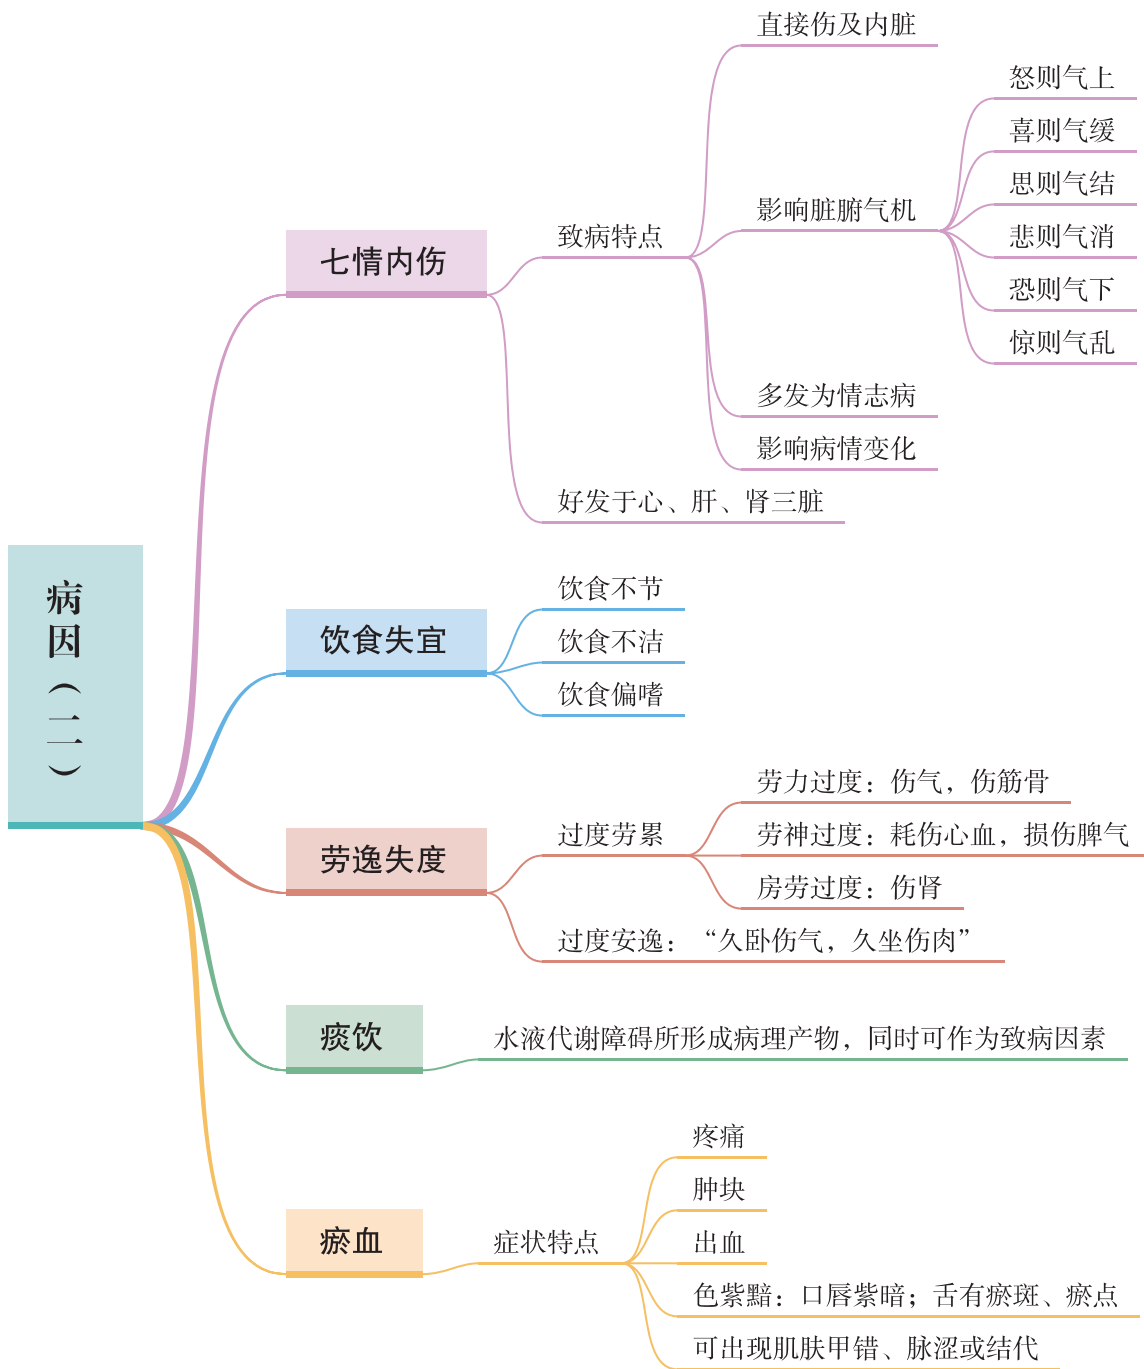 病因（二）
七情内伤
致病特点
直接伤及内脏
影响脏腑气机
怒则气上
喜则气缓
思则气结
悲则气消
恐则气下
惊则气乱
多发为情志病
影响病情变化
好发于心、肝、肾三脏
饮食失宜
饮食不节
饮食不洁
饮食偏嗜
劳逸失度
过度劳累
劳力过度：伤气，伤筋骨
劳神过度：耗伤心血，损伤脾气
房劳过度：伤肾
过度安逸：“久卧伤气，久坐伤肉”
痰饮
水液代谢障碍所形成病理产物，同时可作为致病因素
瘀血
症状特点
疼痛
肿块
出血
色紫黯：口唇紫暗；舌有瘀斑、瘀点
可出现肌肤甲错、脉涩或结代